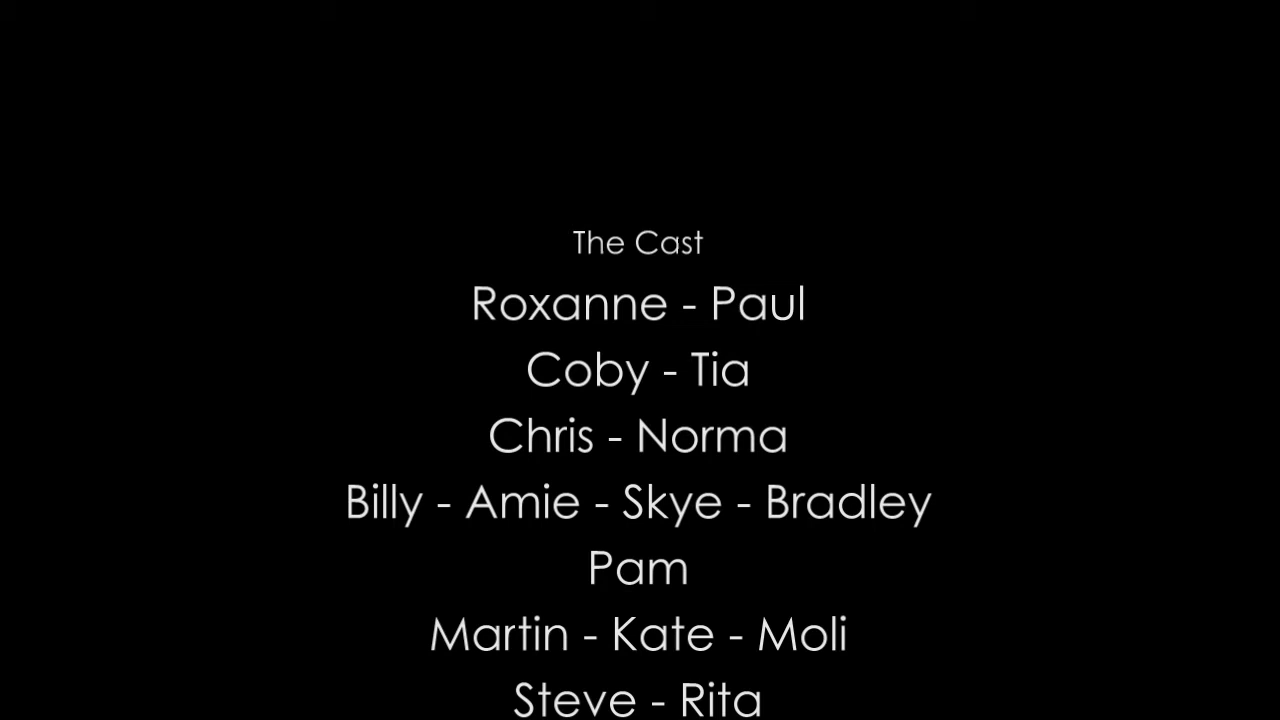 The Cast
Roxanne - Paul
Coby - Tia
Chris - Norma
Billy - Amie - Skye - Bradley
Pam
Martin - Kate - Moli
Steve - Rita